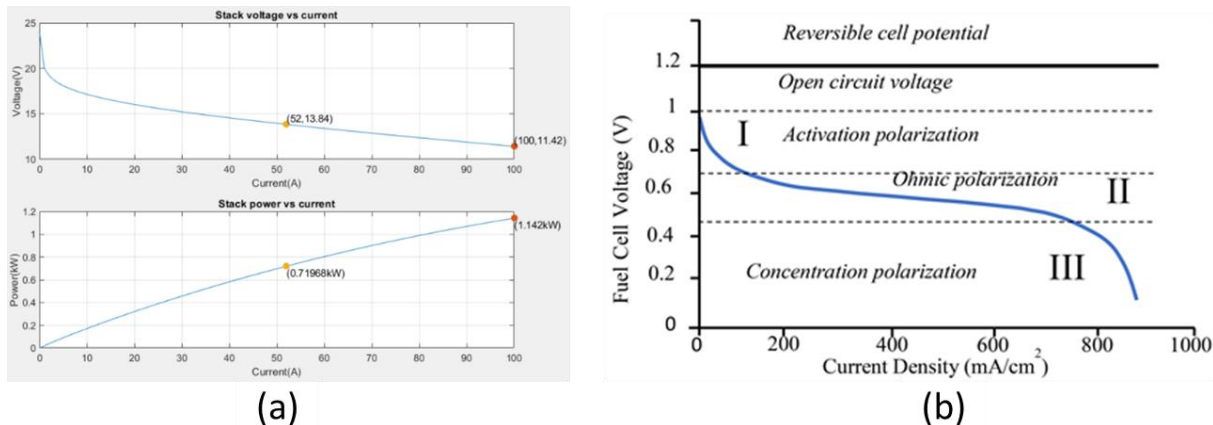 Stack voltage vs current
Voltage(V)
25
20
15
10
(52,13.84)
(100,11.42)
0 10 20 30 40 50 60 70 80 90 100
Current(A)
Stack power vs current
Power(kW)
1.2
1
0.8
0.6
0.4
0.2
0
(1.142kW)
(0.71968kW)
0 10 20 30 40 50 60 70 80 90 100
Current(A)
(a)
Fuel Cell Voltage (V)
1.2
1
0.8
0.6
0.4
0.2
0
Reversible cell potential
Open circuit voltage
I
Activation polarization
Ohmic polarization
II
Concentration polarization
III
0 200 400 600 800 1000
Current Density (mA/cm²)
(b)